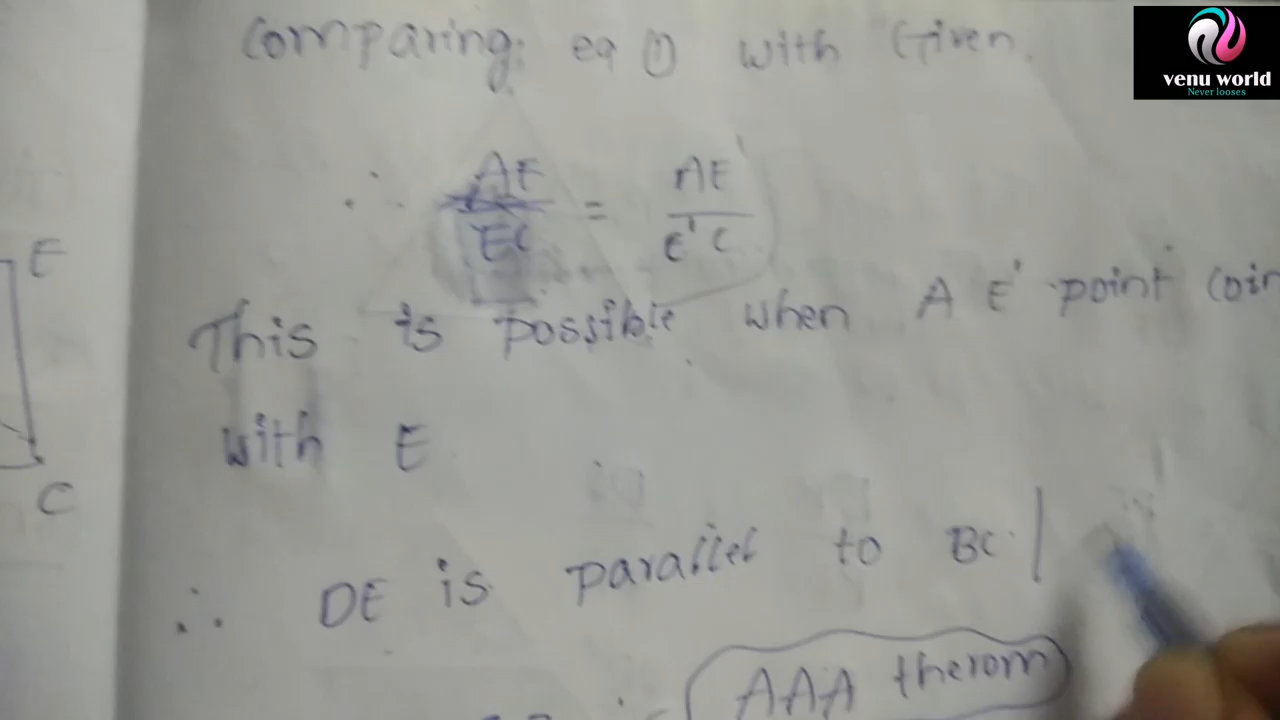 venu world
Never looses
Comparing: eq ① with Given.
∴ AE/EC = AE'/E'C
E
This is possible when A E' point coin
with E
C
∴ DE is parallel to BC.
AAA therom